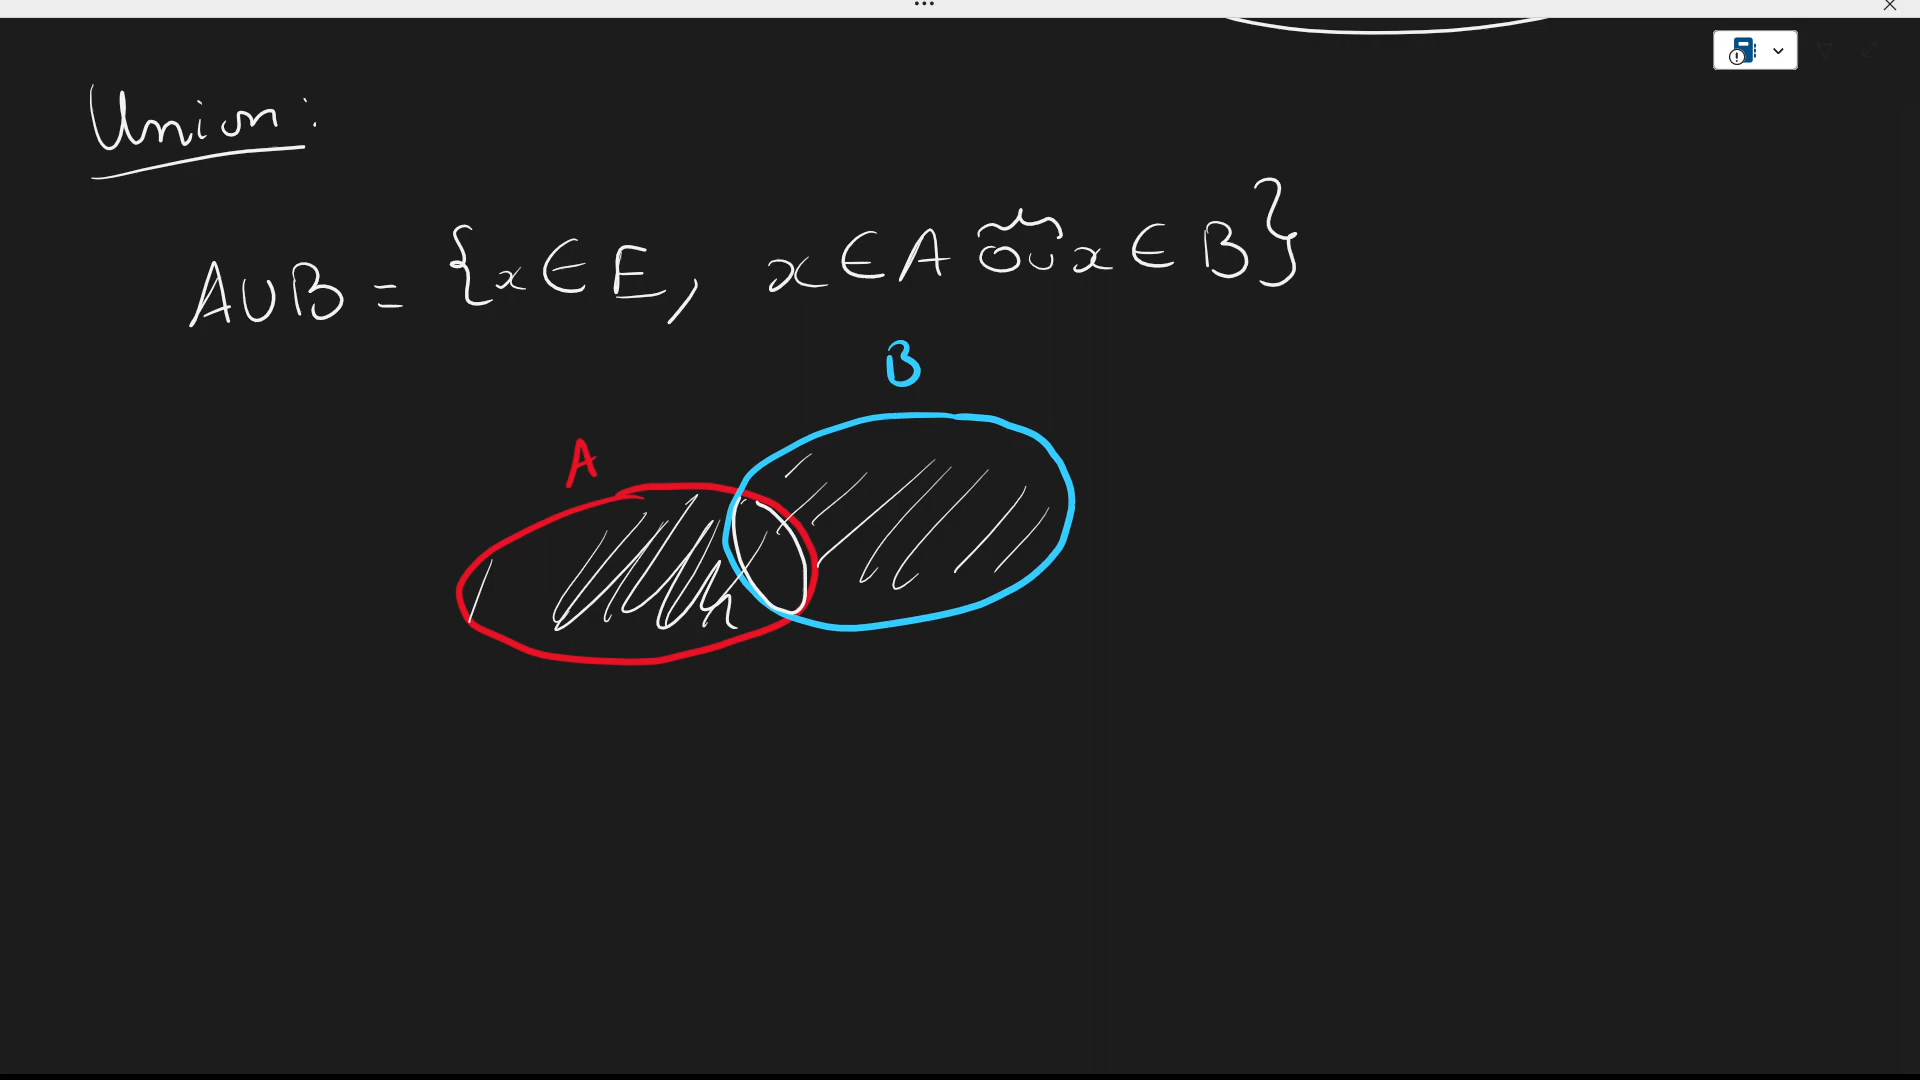 Union :
A∪B = {x ∈ E, x ∈ A ou x ∈ B}
B
A